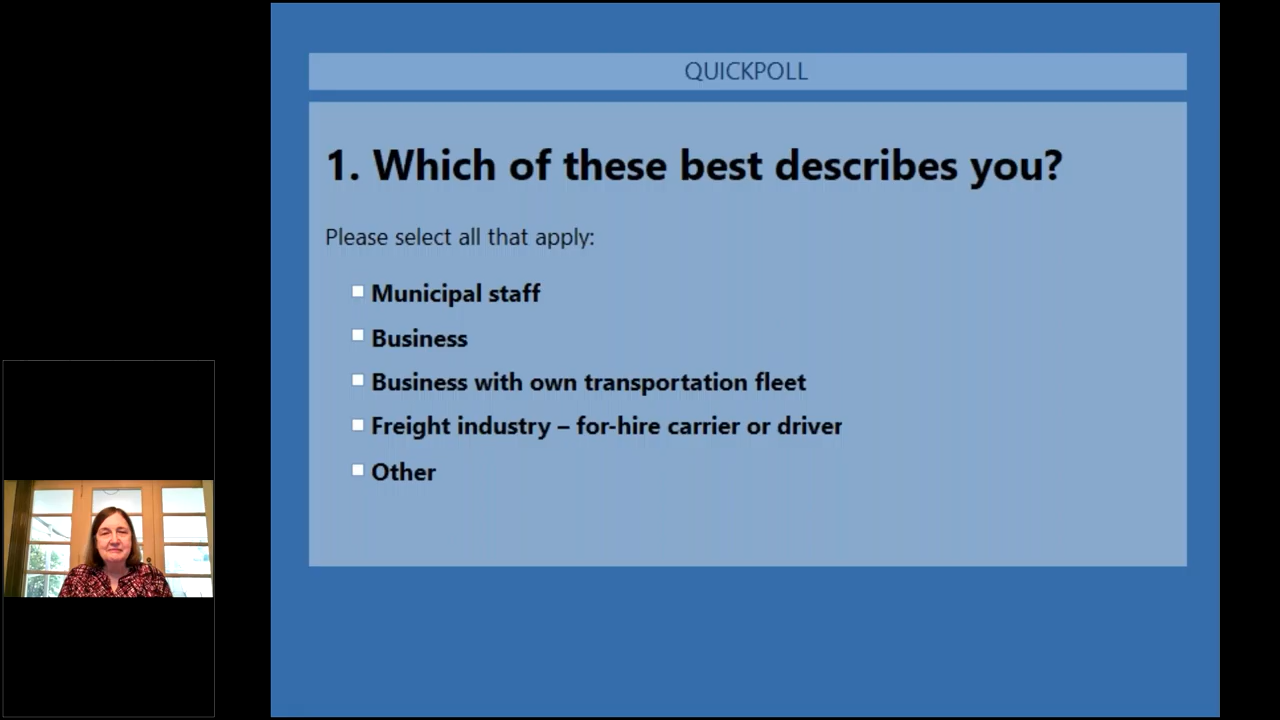 QUICKPOLL
1. Which of these best describes you?
Please select all that apply:
Municipal staff
Business
Business with own transportation fleet
Freight industry – for-hire carrier or driver
Other